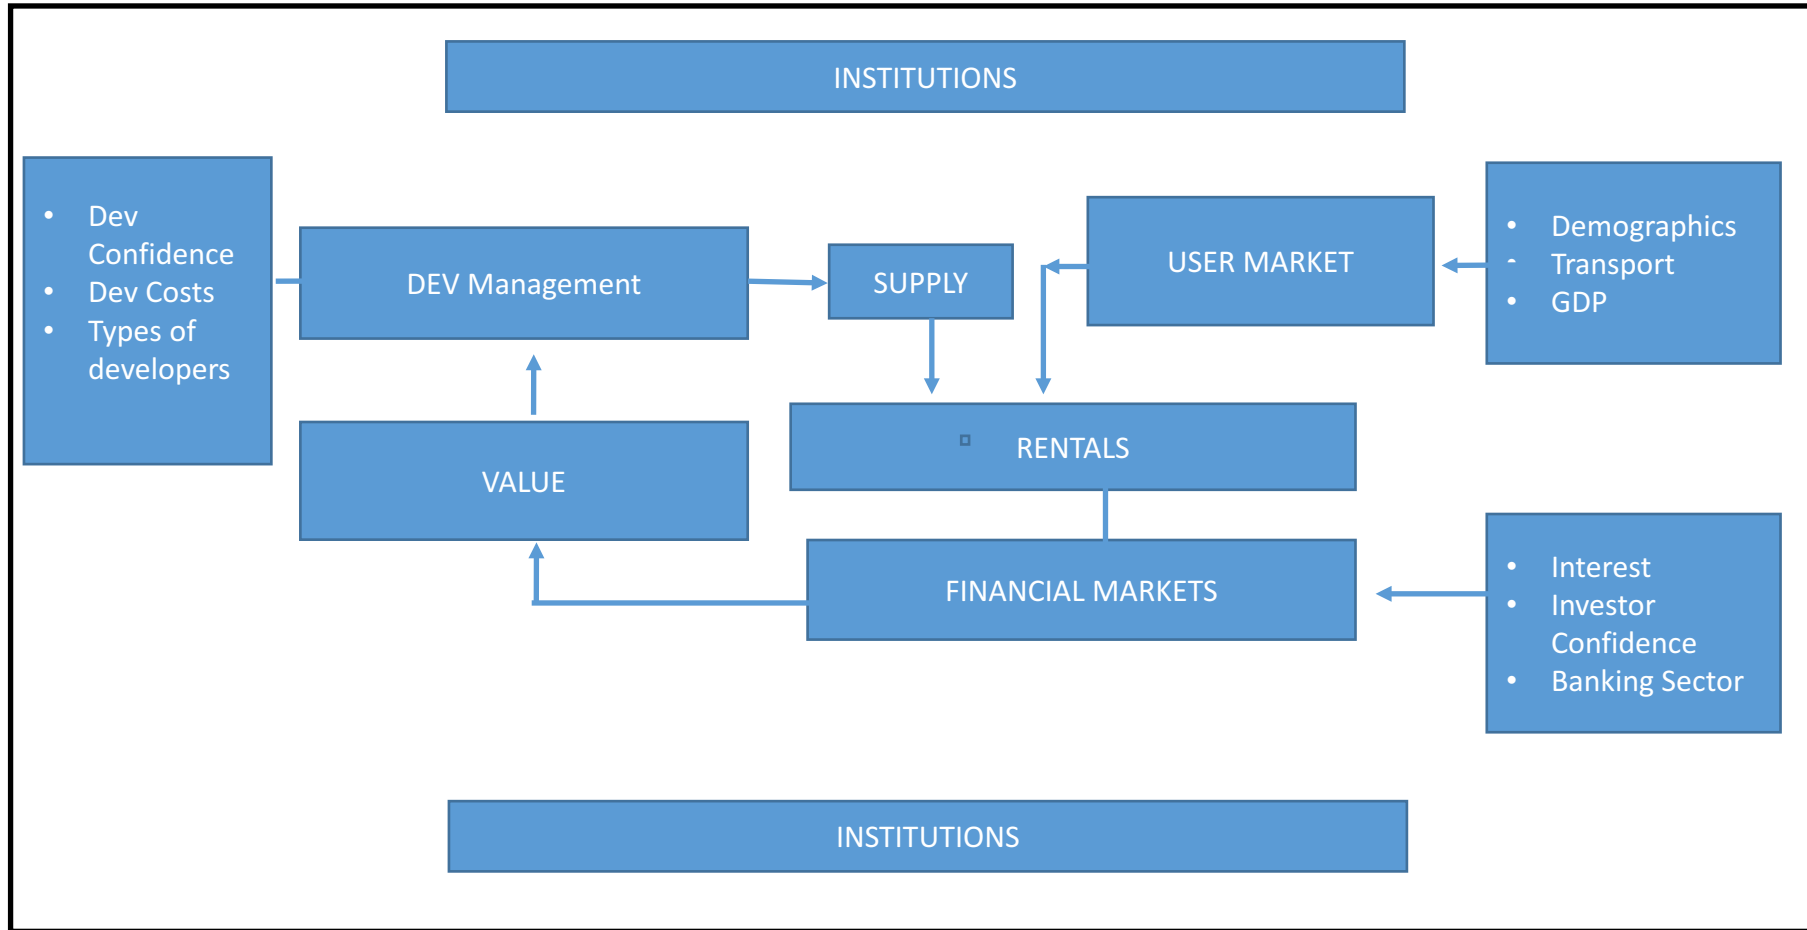 INSTITUTIONS
• Dev
Confidence
• Dev Costs
• Types of
developers
DEV Management
SUPPLY
USER MARKET
• Demographics
• Transport
• GDP
VALUE
RENTALS
FINANCIAL MARKETS
• Interest
• Investor
Confidence
• Banking Sector
INSTITUTIONS